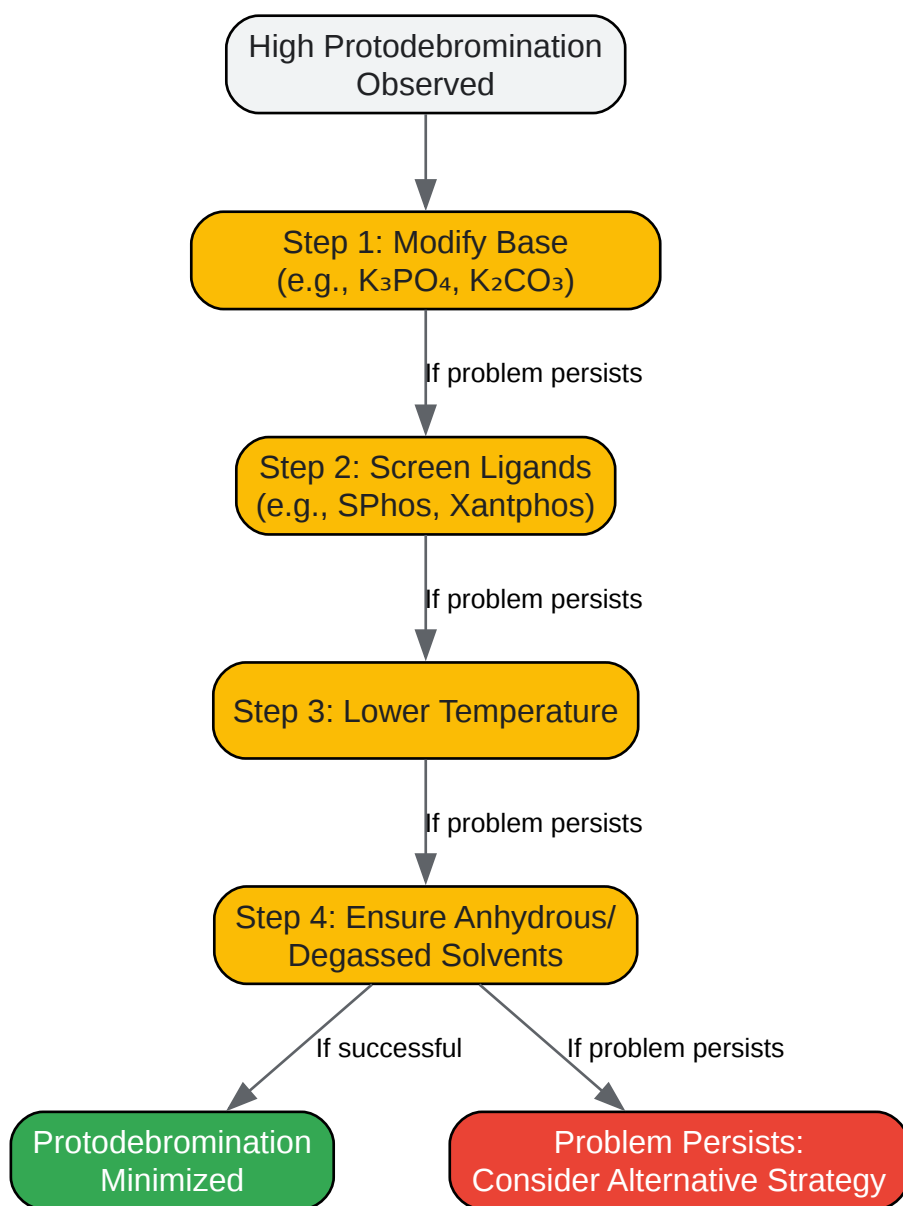 High Protodebromination
Observed
Step 1: Modify Base
(e.g., K₃PO₄, K₂CO₃)
If problem persists
Step 2: Screen Ligands
(e.g., SPhos, Xantphos)
If problem persists
Step 3: Lower Temperature
If problem persists
Step 4: Ensure Anhydrous/
Degassed Solvents
If successful
If problem persists
Protodebromination
Minimized
Problem Persists:
Consider Alternative Strategy